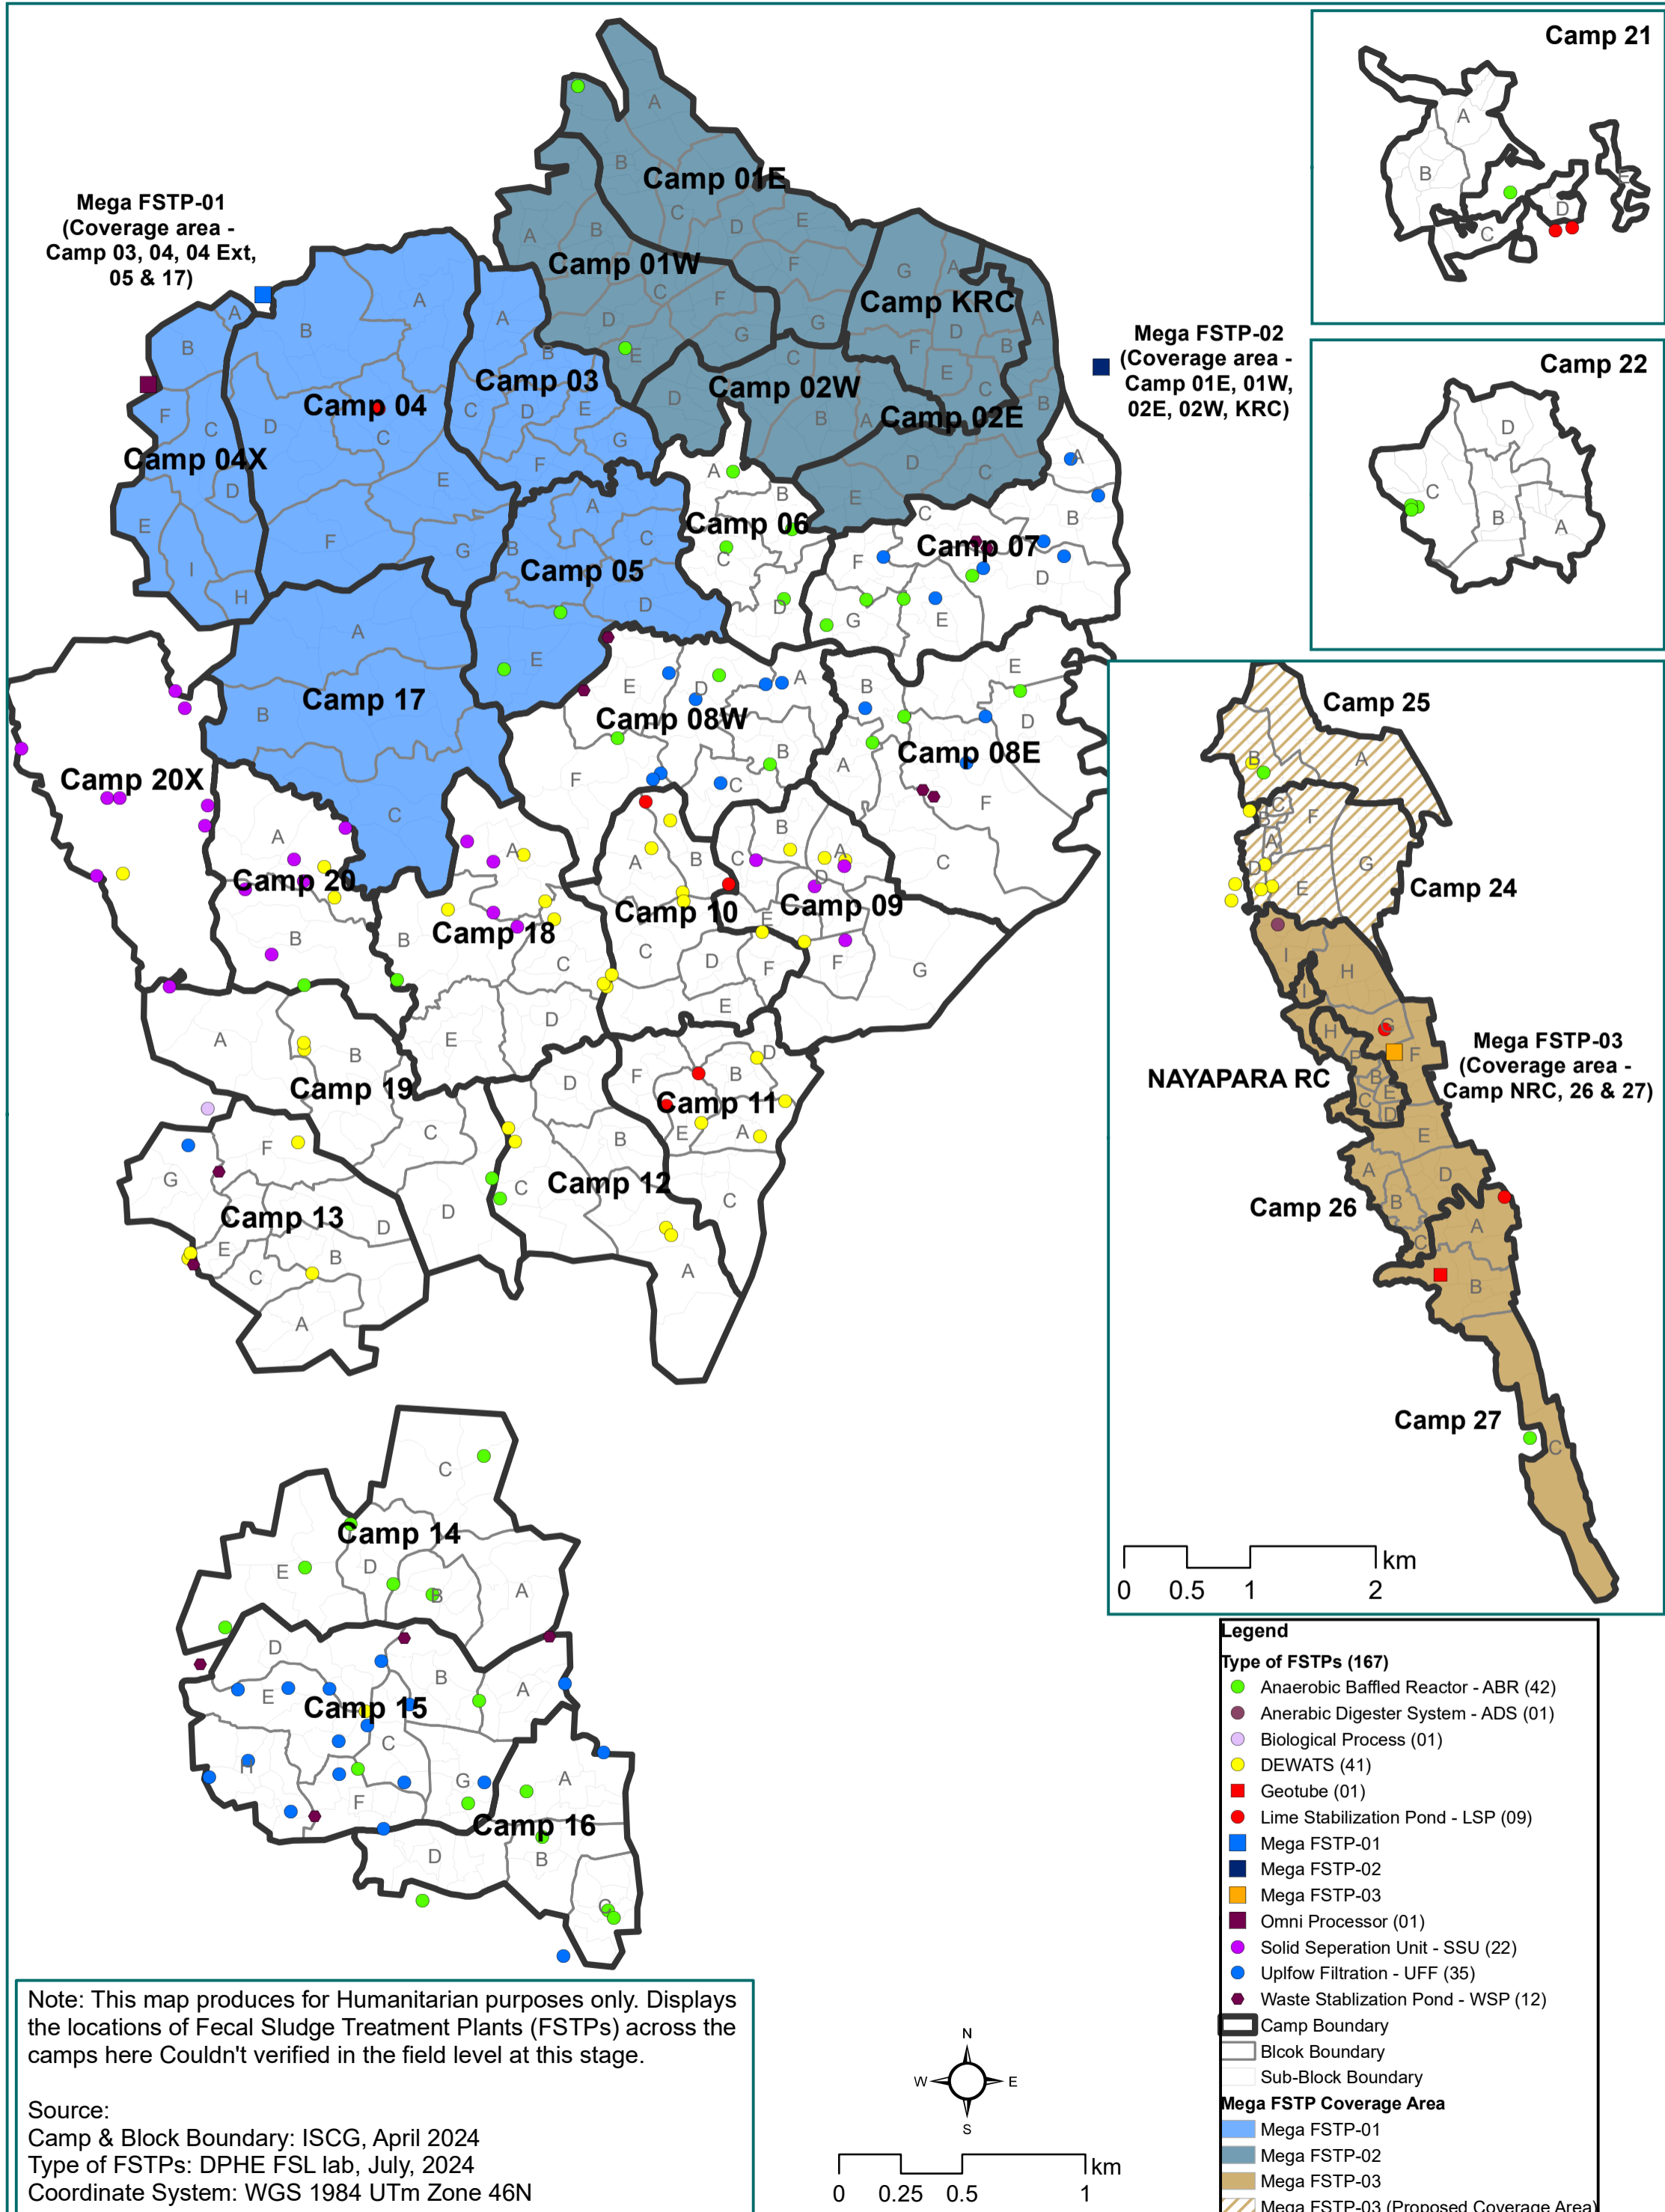 Camp 21
A
B
C
D
E
Camp 22
D
C
B
A
Mega FSTP-01
(Coverage area -
Camp 03, 04, 04 Ext,
05 & 17)
Mega FSTP-02
(Coverage area -
Camp 01E, 01W,
02E, 02W, KRC)
A
B
Camp 01E
C
D
E
F
G
A
B
Camp 01W
C
F
D
G
E
G
A
Camp KRC
D
F
B
E
C
A
B
C
Camp 02W
D
B
A
Camp 02E
D
C
E
A
B
A
B
F
C
Camp 04X
D
E
I
H
A
B
Camp 04
D
C
E
F
G
A
B
Camp 03
C
D
E
G
F
A
B
C
Camp 05
D
E
A
B
Camp 06
C
D
A
B
C
Camp 07
F
D
G
E
A
Camp 17
B
C
E
D
A
Camp 08W
B
F
C
B
E
D
Camp 08E
A
F
C
G
Camp 20X
A
Camp 20
B
A
Camp 18
B
C
D
E
A
B
Camp 10
C
D
F
E
B
C
A
D
Camp 09
E
F
A
B
Camp 19
C
D
D
F
B
Camp 11
E
A
C
D
B
Camp 12
C
A
F
G
Camp 13
D
E
B
C
A
C
Camp 14
E
D
B
A
D
B
E
A
Camp 15
C
H
G
F
A
Camp 16
D
B
C
Camp 25
B
A
C
F
B
A
D
G
E
Camp 24
I
H
I
H
G
P
F
NAYAPARA RC
B
E
C
D
Mega FSTP-03
(Coverage area -
Camp NRC, 26 & 27)
E
A
D
Camp 26
B
A
C
B
Camp 27
C
km
0 0.5 1 2
Legend
Type of FSTPs (167)
Anaerobic Baffled Reactor - ABR (42)
Anerabic Digester System - ADS (01)
Biological Process (01)
DEWATS (41)
Geotube (01)
Lime Stabilization Pond - LSP (09)
Mega FSTP-01
Mega FSTP-02
Mega FSTP-03
Omni Processor (01)
Solid Seperation Unit - SSU (22)
Uplfow Filtration - UFF (35)
Waste Stablization Pond - WSP (12)
Camp Boundary
Blcok Boundary
Sub-Block Boundary
Mega FSTP Coverage Area
Mega FSTP-01
Mega FSTP-02
Mega FSTP-03
Mega FSTP-03 (Proposed Coverage Area)
Note: This map produces for Humanitarian purposes only. Displays
the locations of Fecal Sludge Treatment Plants (FSTPs) across the
camps here Couldn't verified in the field level at this stage.
Source:
Camp & Block Boundary: ISCG, April 2024
Type of FSTPs: DPHE FSL lab, July, 2024
Coordinate System: WGS 1984 UTm Zone 46N
N
W E
S
km
0 0.25 0.5 1